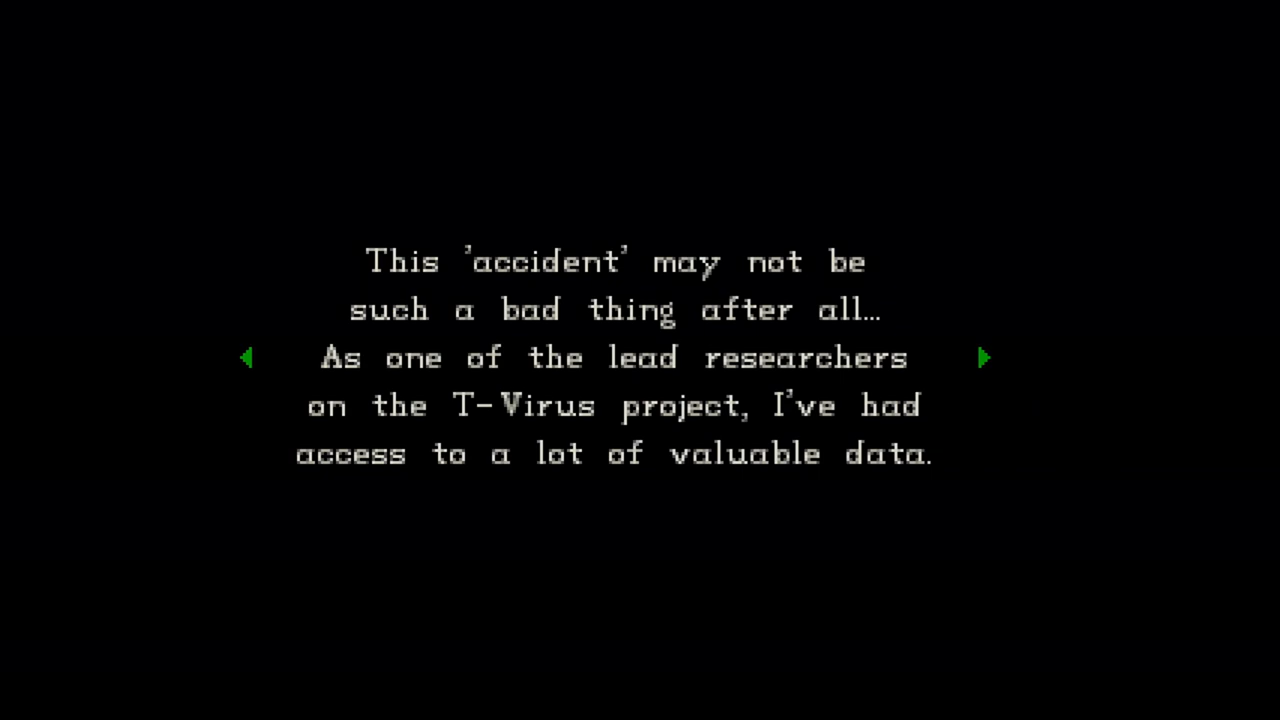 This 'accident' may not be
such a bad thing after all...
As one of the lead researchers
on the T-Virus project, I've had
access to a lot of valuable data.